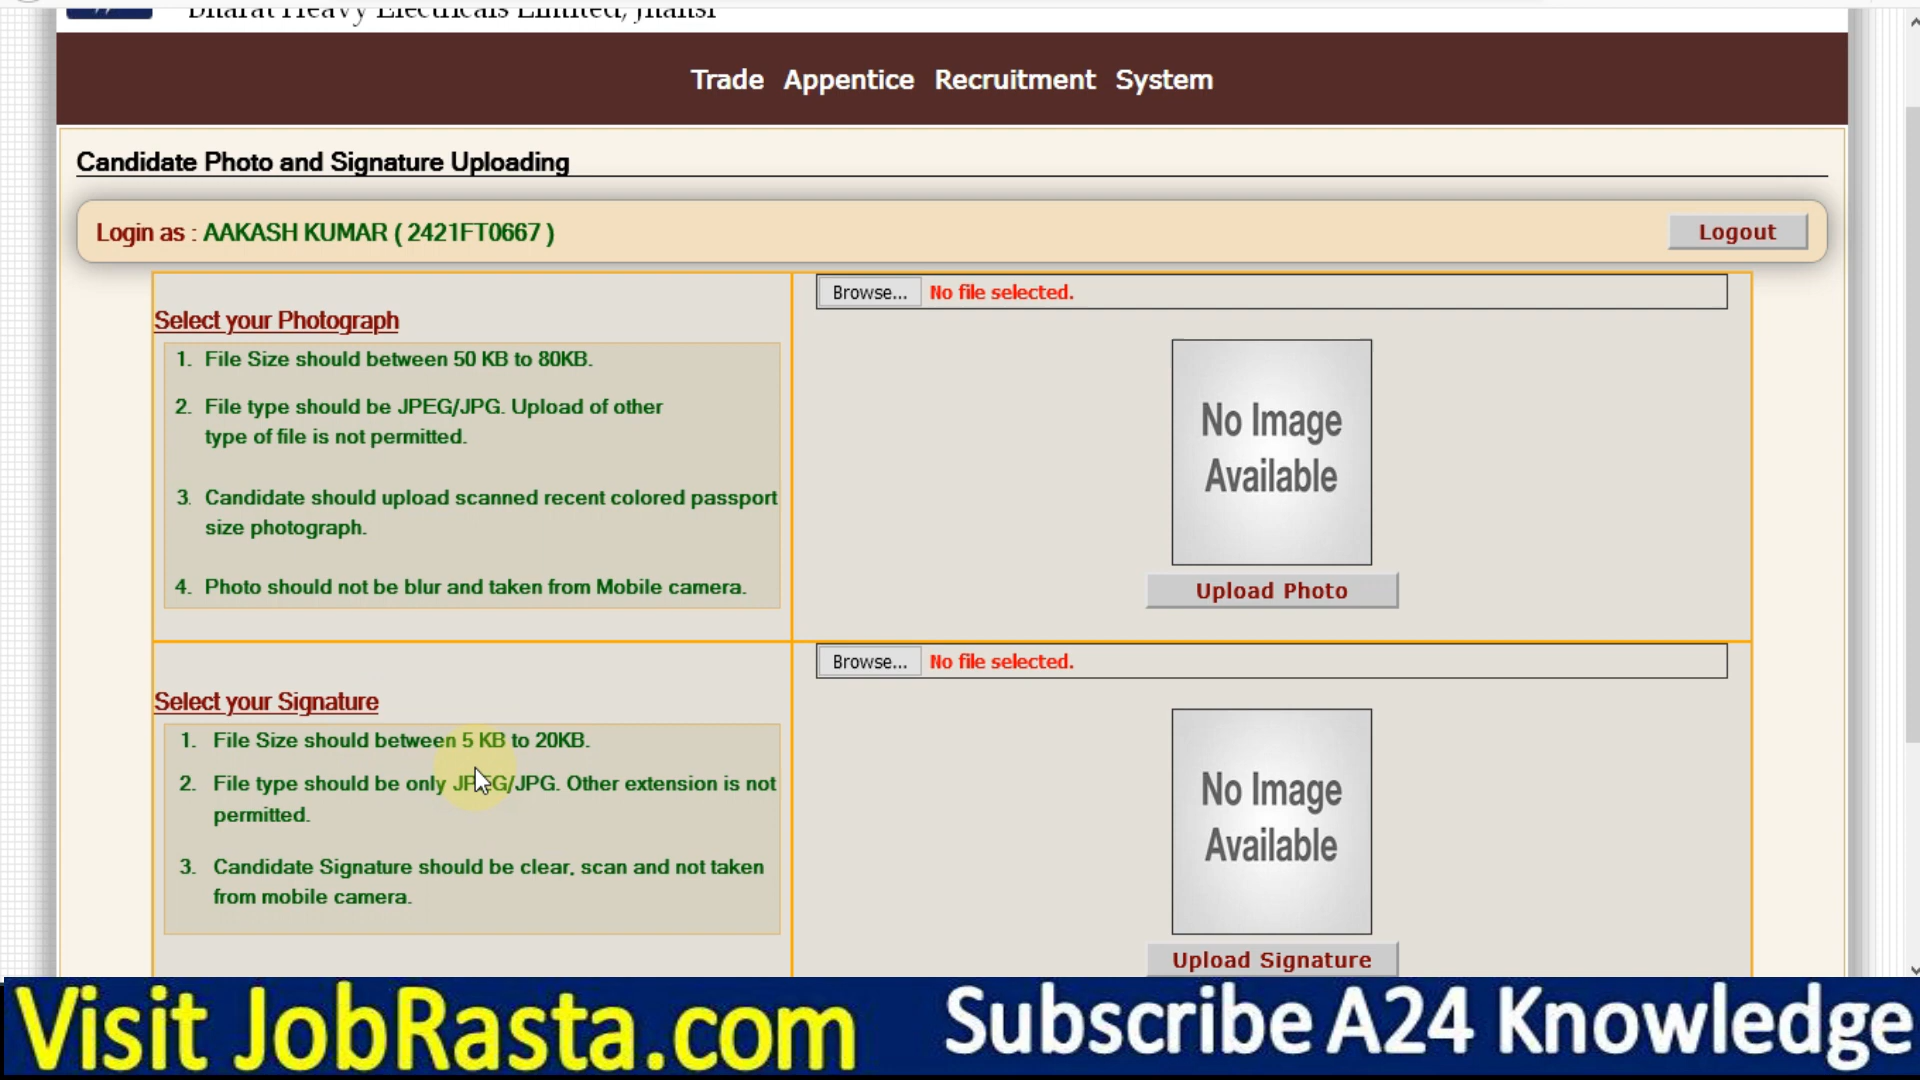 Bharat Heavy Electricals Limited, Jhansi
Trade Appentice Recruitment System
Candidate Photo and Signature Uploading
Login as : AAKASH KUMAR ( 2421FT0667 )
Logout
Browse... No file selected.
Select your Photograph
1. File Size should between 50 KB to 80KB.
2. File type should be JPEG/JPG. Upload of other
type of file is not permitted.
3. Candidate should upload scanned recent colored passport
size photograph.
4. Photo should not be blur and taken from Mobile camera.
No Image
Available
Upload Photo
Browse... No file selected.
Select your Signature
1. File Size should between 5 KB to 20KB.
2. File type should be only JPEG/JPG. Other extension is not
permitted.
3. Candidate Signature should be clear, scan and not taken
from mobile camera.
No Image
Available
Upload Signature
Visit JobRasta.com
Subscribe A24 Knowledge